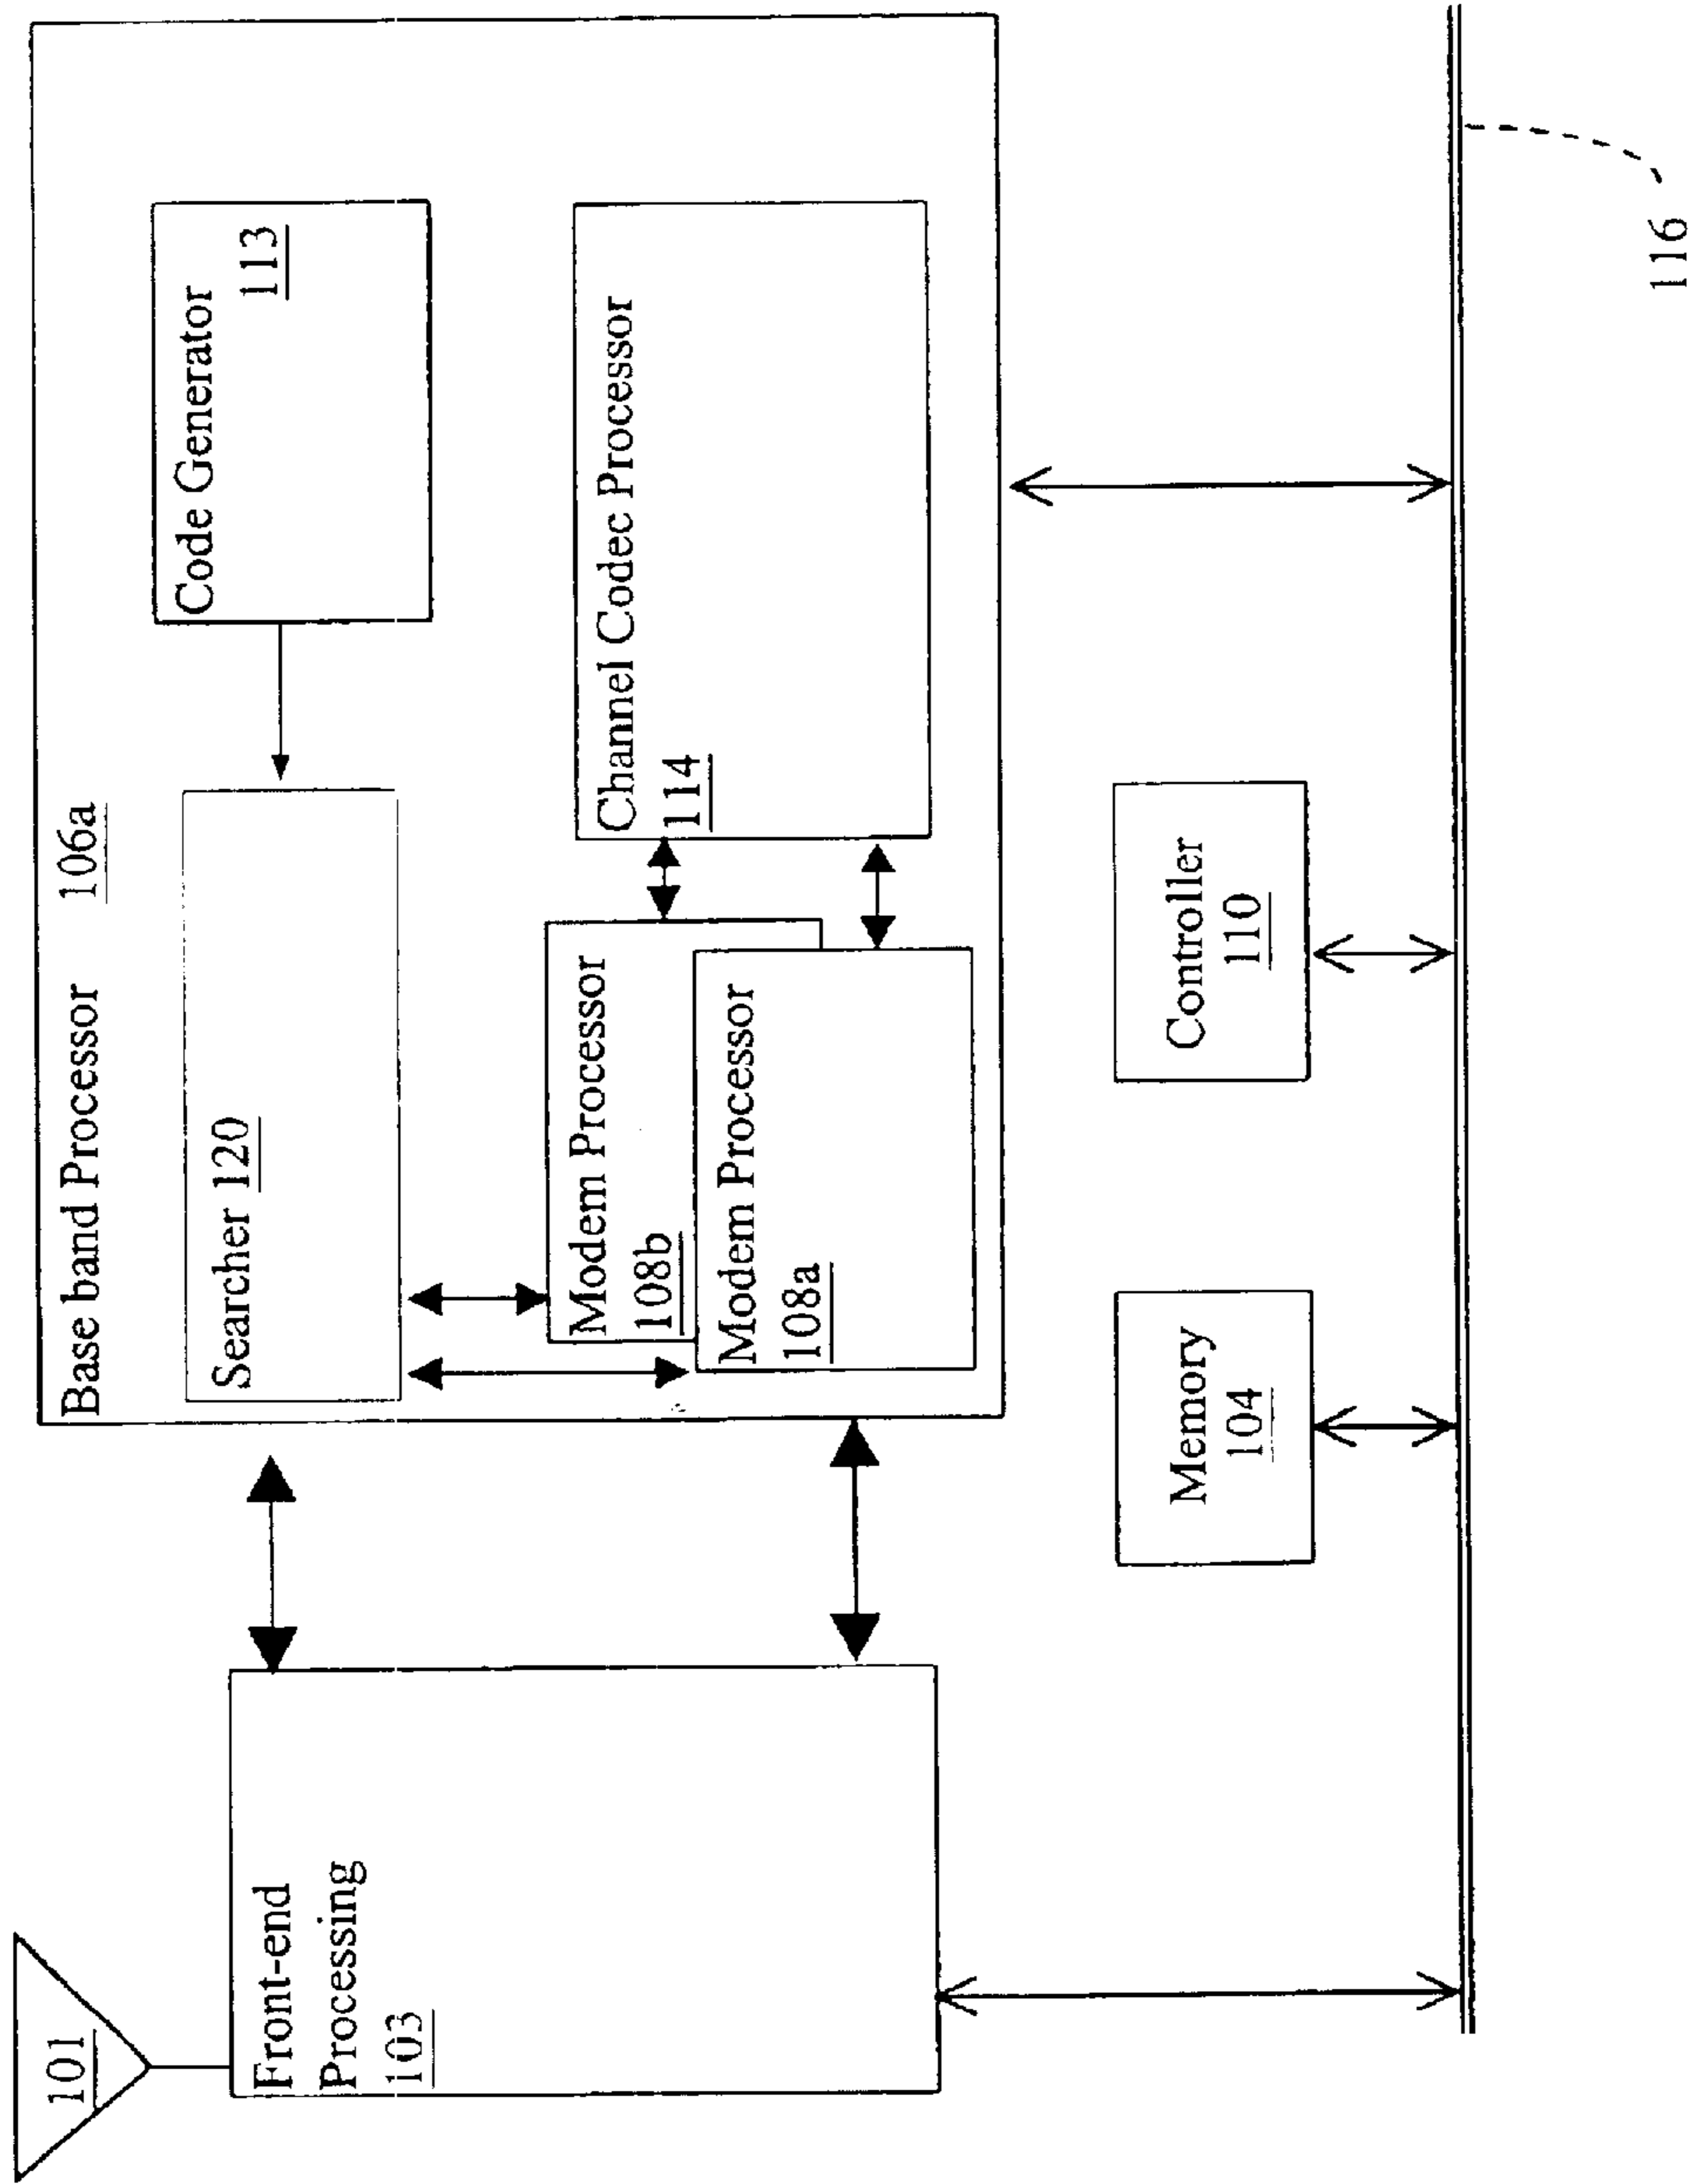 101
Front-end
Processing
103
Base band Processor 106a
Searcher 120
Code Generator
113
Modem Processor
108b
Modem Processor
108a
Channel Codec Processor
114
Memory
104
Controller
110
116